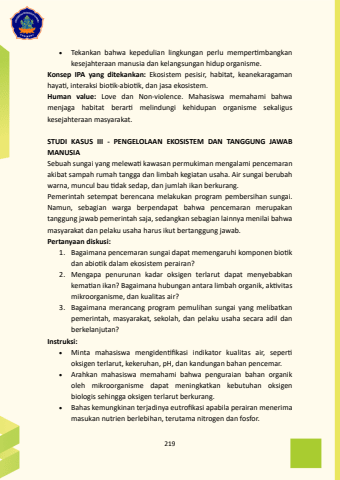 • Tekankan bahwa kepedulian lingkungan perlu mempertimbangkan
kesejahteraan manusia dan kelangsungan hidup organisme.
Konsep IPA yang ditekankan: Ekosistem pesisir, habitat, keanekaragaman
hayati, interaksi biotik-abiotik, dan jasa ekosistem.
Human value: Love dan Non-violence. Mahasiswa memahami bahwa
menjaga habitat berarti melindungi kehidupan organisme sekaligus
kesejahteraan masyarakat.
STUDI KASUS III - PENGELOLAAN EKOSISTEM DAN TANGGUNG JAWAB
MANUSIA
Sebuah sungai yang melewati kawasan permukiman mengalami pencemaran
akibat sampah rumah tangga dan limbah kegiatan usaha. Air sungai berubah
warna, muncul bau tidak sedap, dan jumlah ikan berkurang.
Pemerintah setempat berencana melakukan program pembersihan sungai.
Namun, sebagian warga berpendapat bahwa pencemaran merupakan
tanggung jawab pemerintah saja, sedangkan sebagian lainnya menilai bahwa
masyarakat dan pelaku usaha harus ikut bertanggung jawab.
Pertanyaan diskusi:
1. Bagaimana pencemaran sungai dapat memengaruhi komponen biotik
dan abiotik dalam ekosistem perairan?
2. Mengapa penurunan kadar oksigen terlarut dapat menyebabkan
kematian ikan? Bagaimana hubungan antara limbah organik, aktivitas
mikroorganisme, dan kualitas air?
3. Bagaimana merancang program pemulihan sungai yang melibatkan
pemerintah, masyarakat, sekolah, dan pelaku usaha secara adil dan
berkelanjutan?
Instruksi:
• Minta mahasiswa mengidentifikasi indikator kualitas air, seperti
oksigen terlarut, kekeruhan, pH, dan kandungan bahan pencemar.
• Arahkan mahasiswa memahami bahwa penguraian bahan organik
oleh mikroorganisme dapat meningkatkan kebutuhan oksigen
biologis sehingga oksigen terlarut berkurang.
• Bahas kemungkinan terjadinya eutrofikasi apabila perairan menerima
masukan nutrien berlebihan, terutama nitrogen dan fosfor.
219